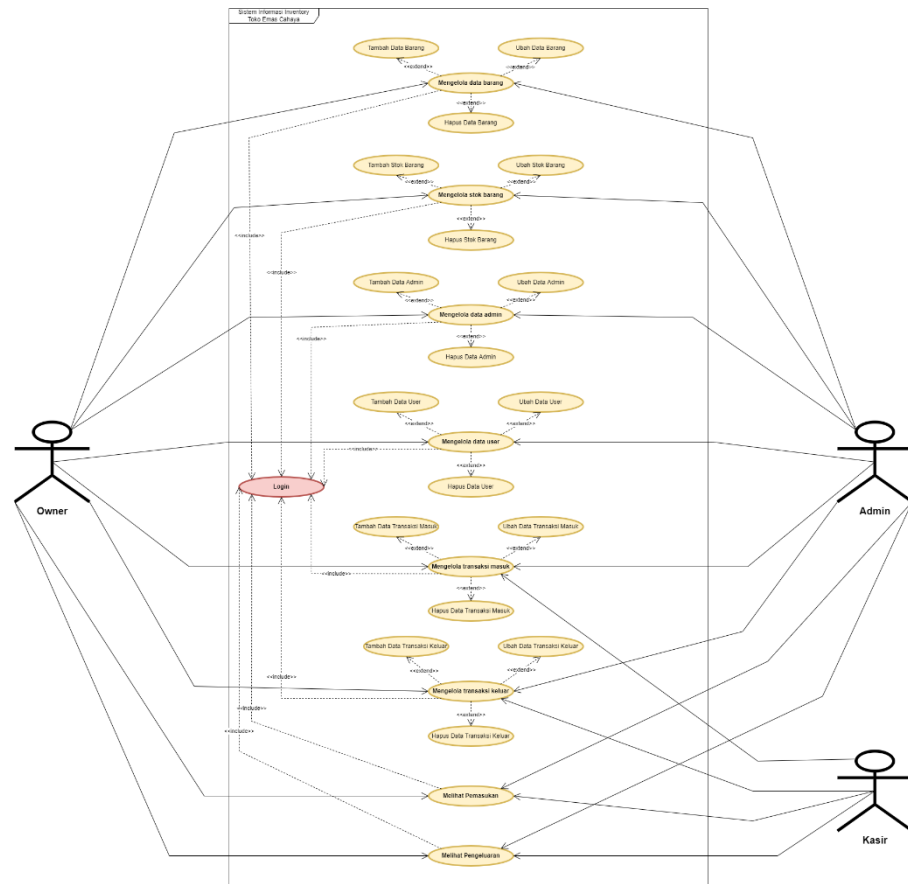 Sistem Informasi Inventory
Toko Emas Cahaya
Tambah Data Barang
Ubah Data Barang
<<extend>>
<<extend>>
Mengelola data barang
<<extend>>
Hapus Data Barang
Tambah Stok Barang
Ubah Stok Barang
<<extend>>
<<extend>>
Mengelola stok barang
<<extend>>
<<include>>
Hapus Stok Barang
<<include>>
Tambah Data Admin
Ubah Data Admin
<<extend>>
<<extend>>
Mengelola data admin
<<extend>>
<<include>>
Hapus Data Admin
Tambah Data User
Ubah Data User
<<extend>>
<<extend>>
Mengelola data user
<<include>>
<<extend>>
Login
Hapus Data User
Owner
Admin
Tambah Data Transaksi Masuk
Ubah Data Transaksi Masuk
<<extend>>
<<extend>>
Mengelola transaksi masuk
<<include>>
<<extend>>
Hapus Data Transaksi Masuk
Tambah Data Transaksi Keluar
Ubah Data Transaksi Keluar
<<extend>>
<<extend>>
<<include>>
Mengelola transaksi keluar
<<include>>
<<extend>>
<<include>>
Hapus Data Transaksi Keluar
Melihat Pemasukan
Kasir
Melihat Pengeluaran